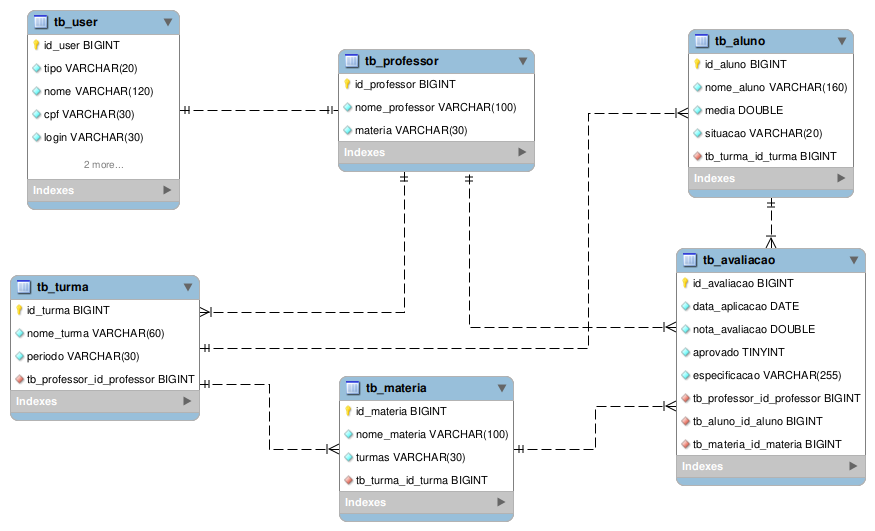 tb_user
id_user BIGINT
tipo VARCHAR(20)
nome VARCHAR(120)
cpf VARCHAR(30)
login VARCHAR(30)
2 more...
Indexes
tb_professor
id_professor BIGINT
nome_professor VARCHAR(100)
materia VARCHAR(30)
Indexes
tb_aluno
id_aluno BIGINT
nome_aluno VARCHAR(160)
media DOUBLE
situacao VARCHAR(20)
tb_turma_id_turma BIGINT
Indexes
tb_turma
id_turma BIGINT
nome_turma VARCHAR(60)
periodo VARCHAR(30)
tb_professor_id_professor BIGINT
Indexes
tb_materia
id_materia BIGINT
nome_materia VARCHAR(100)
turmas VARCHAR(30)
tb_turma_id_turma BIGINT
Indexes
tb_avaliacao
id_avaliacao BIGINT
data_aplicacao DATE
nota_avaliacao DOUBLE
aprovado TINYINT
especificacao VARCHAR(255)
tb_professor_id_professor BIGINT
tb_aluno_id_aluno BIGINT
tb_materia_id_materia BIGINT
Indexes